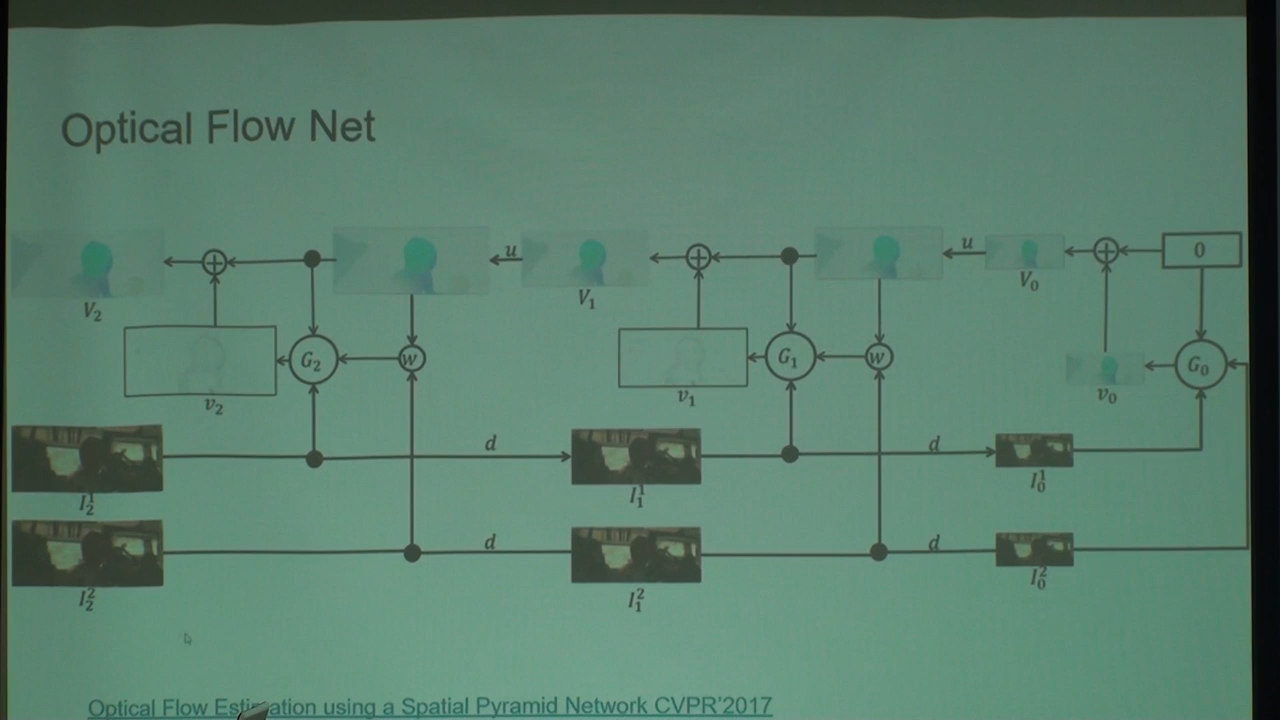 Optical Flow Net
u u 0
V₂ V₁ V₀
G₂ w G₁ w G₀
v₂ v₁ v₀
d d
I₂¹ I₁¹ I₀¹
d d
I₂² I₁² I₀²
Optical Flow Estimation using a Spatial Pyramid Network CVPR'2017